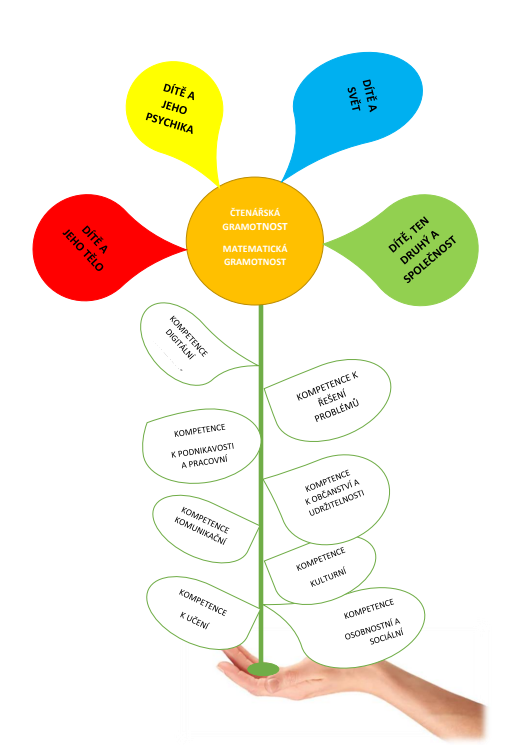 DÍTĚ A
JEHO
PSYCHIKA
DÍTĚ A
SVĚT
DÍTĚ A
JEHO TĚLO
ČTENÁŘSKÁ
GRAMOTNOST
MATEMATICKÁ
GRAMOTNOST
DÍTĚ, TEN
DRUHÝ A
SPOLEČNOST
KOMPETENCE
DIGITÁLNÍ
KOMPETENCE K
ŘEŠENÍ
PROBLÉMŮ
KOMPETENCE
K PODNIKAVOSTI
A PRACOVNÍ
KOMPTENCE
K OBČANSTVÍ A
UDRŽITELNOSTI
KOMPETENCE
KOMUNIKAČNÍ
KOMPETENCE
KULTURNÍ
KOMPETENCE
K UČENÍ
KOMPETENCE
OSOBNOSTNÍ A
SOCIÁLNÍ